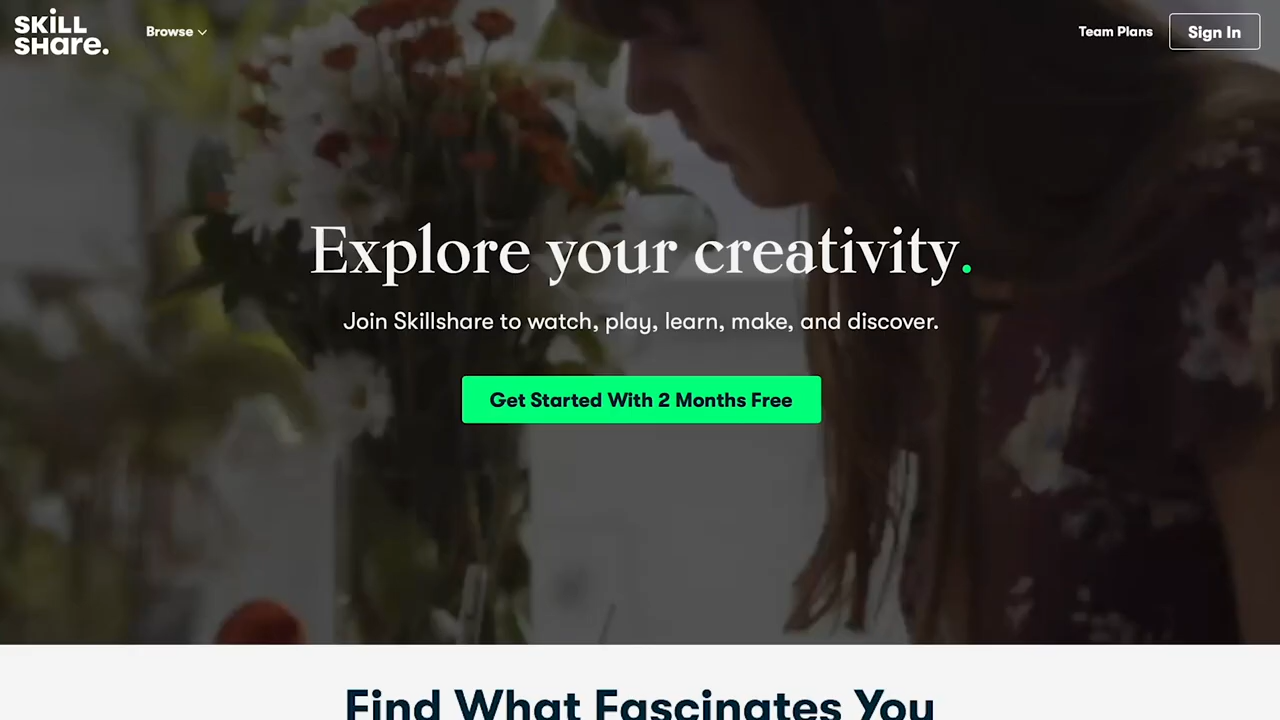 SKiLL
SHare.
Browse
Team Plans
Sign In
Explore your creativity.
Join Skillshare to watch, play, learn, make, and discover.
Get Started With 2 Months Free
Find What Fascinates You